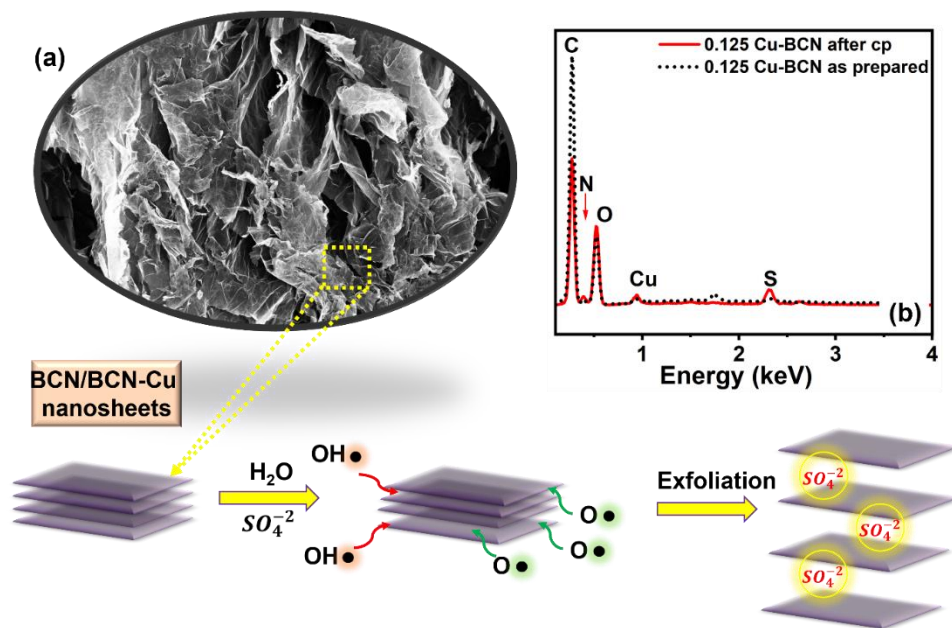 (a)
C
0.125 Cu-BCN after cp
0.125 Cu-BCN as prepared
N
O
Cu
S
(b)
1
2
3
4
Energy (keV)
BCN/BCN-Cu
nanosheets
H₂O
SO₄⁻²
OH●
OH●
O●
O●
O●
Exfoliation
SO₄⁻²
SO₄⁻²
SO₄⁻²